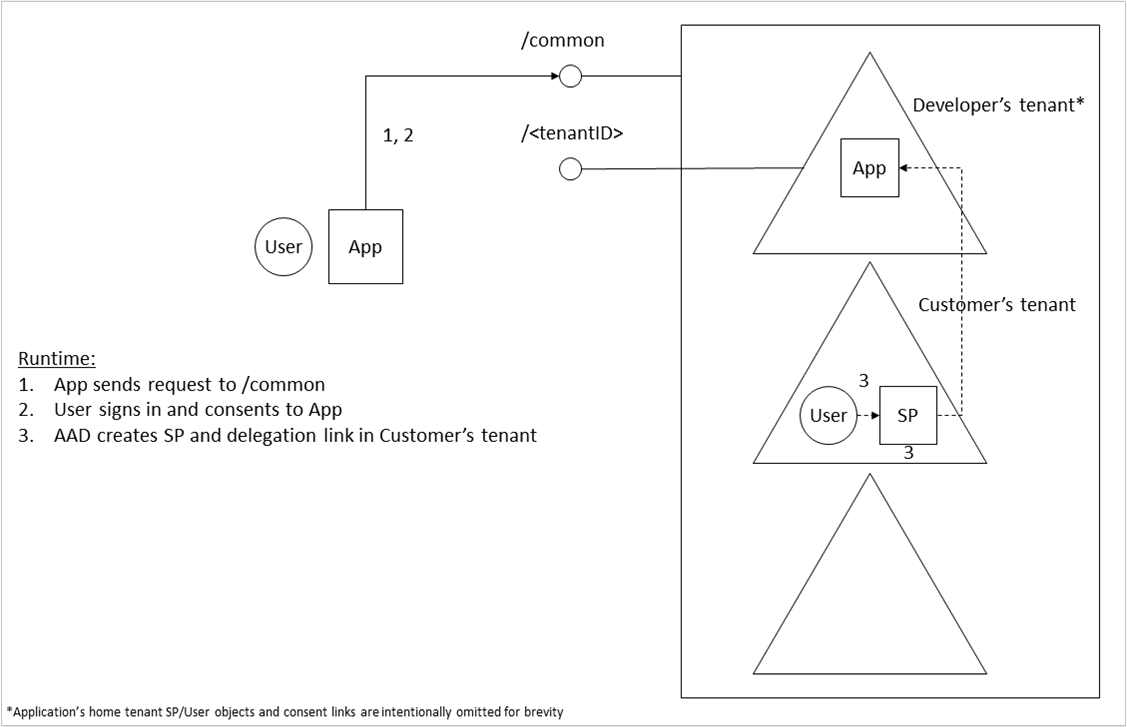 /common
Developer's tenant*
/<tenantID>
1, 2
App
User
App
Customer's tenant
3
User
SP
3
Runtime:
1. App sends request to /common
2. User signs in and consents to App
3. AAD creates SP and delegation link in Customer's tenant
*Application's home tenant SP/User objects and consent links are intentionally omitted for brevity